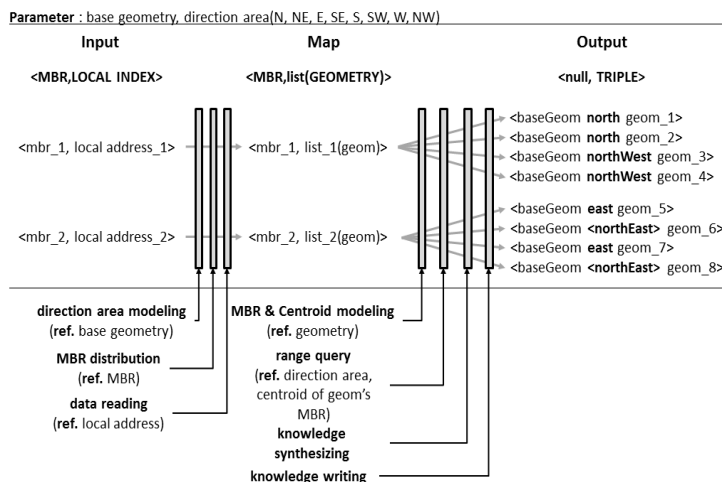 Parameter : base geometry, direction area(N, NE, E, SE, S, SW, W, NW)
Input Map Output
<MBR,LOCAL INDEX> <MBR,list(GEOMETRY)> <null, TRIPLE>
<mbr_1, local address_1> <mbr_1, list_1(geom)>
<baseGeom north geom_1>
<baseGeom north geom_2>
<baseGeom northWest geom_3>
<baseGeom northWest geom_4>
<mbr_2, local address_2> <mbr_2, list_2(geom)>
<baseGeom east geom_5>
<baseGeom <northEast> geom_6>
<baseGeom east geom_7>
<baseGeom <northEast> geom_8>
direction area modeling
(ref. base geometry)
MBR distribution
(ref. MBR)
data reading
(ref. local address)
MBR & Centroid modeling
(ref. geometry)
range query
(ref. direction area,
centroid of geom's
MBR)
knowledge
synthesizing
knowledge writing